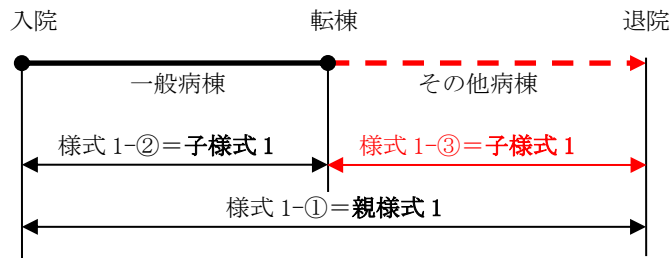 入院 転棟 退院
一般病棟 その他病棟
様式 1-②＝子様式 1 様式 1-③＝子様式 1
様式 1-①＝親様式 1